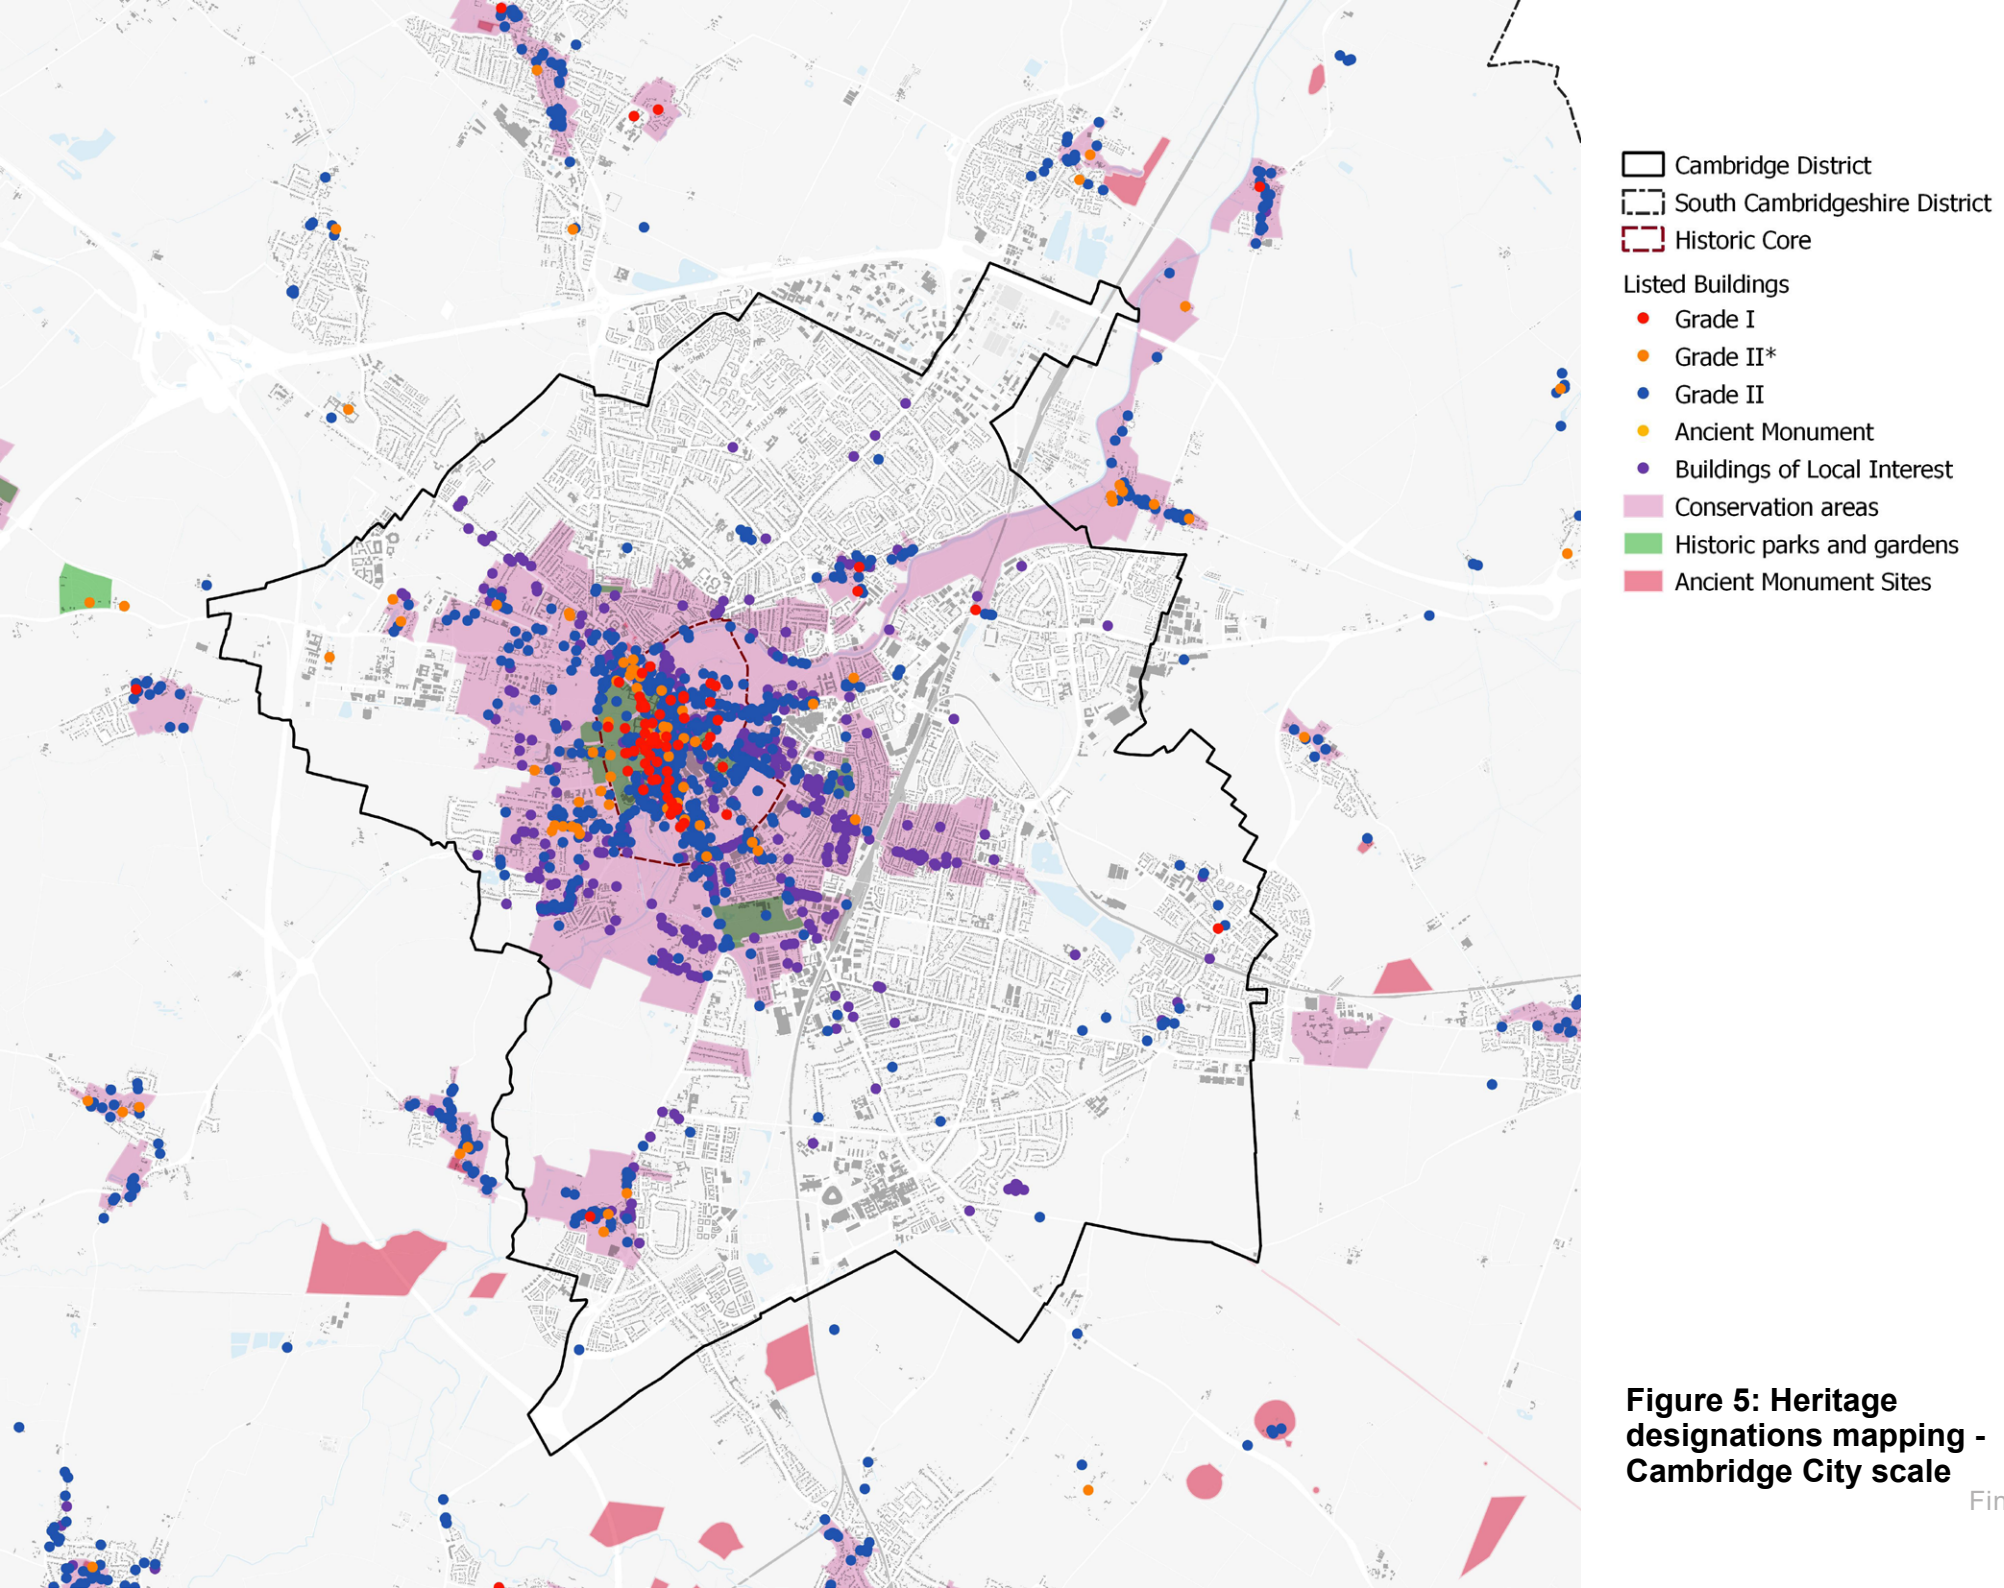 Cambridge District
South Cambridgeshire District
Historic Core
Listed Buildings
Grade I
Grade II*
Grade II
Ancient Monument
Buildings of Local Interest
Conservation areas
Historic parks and gardens
Ancient Monument Sites
Figure 5: Heritage
designations mapping -
Cambridge City scale
Fin